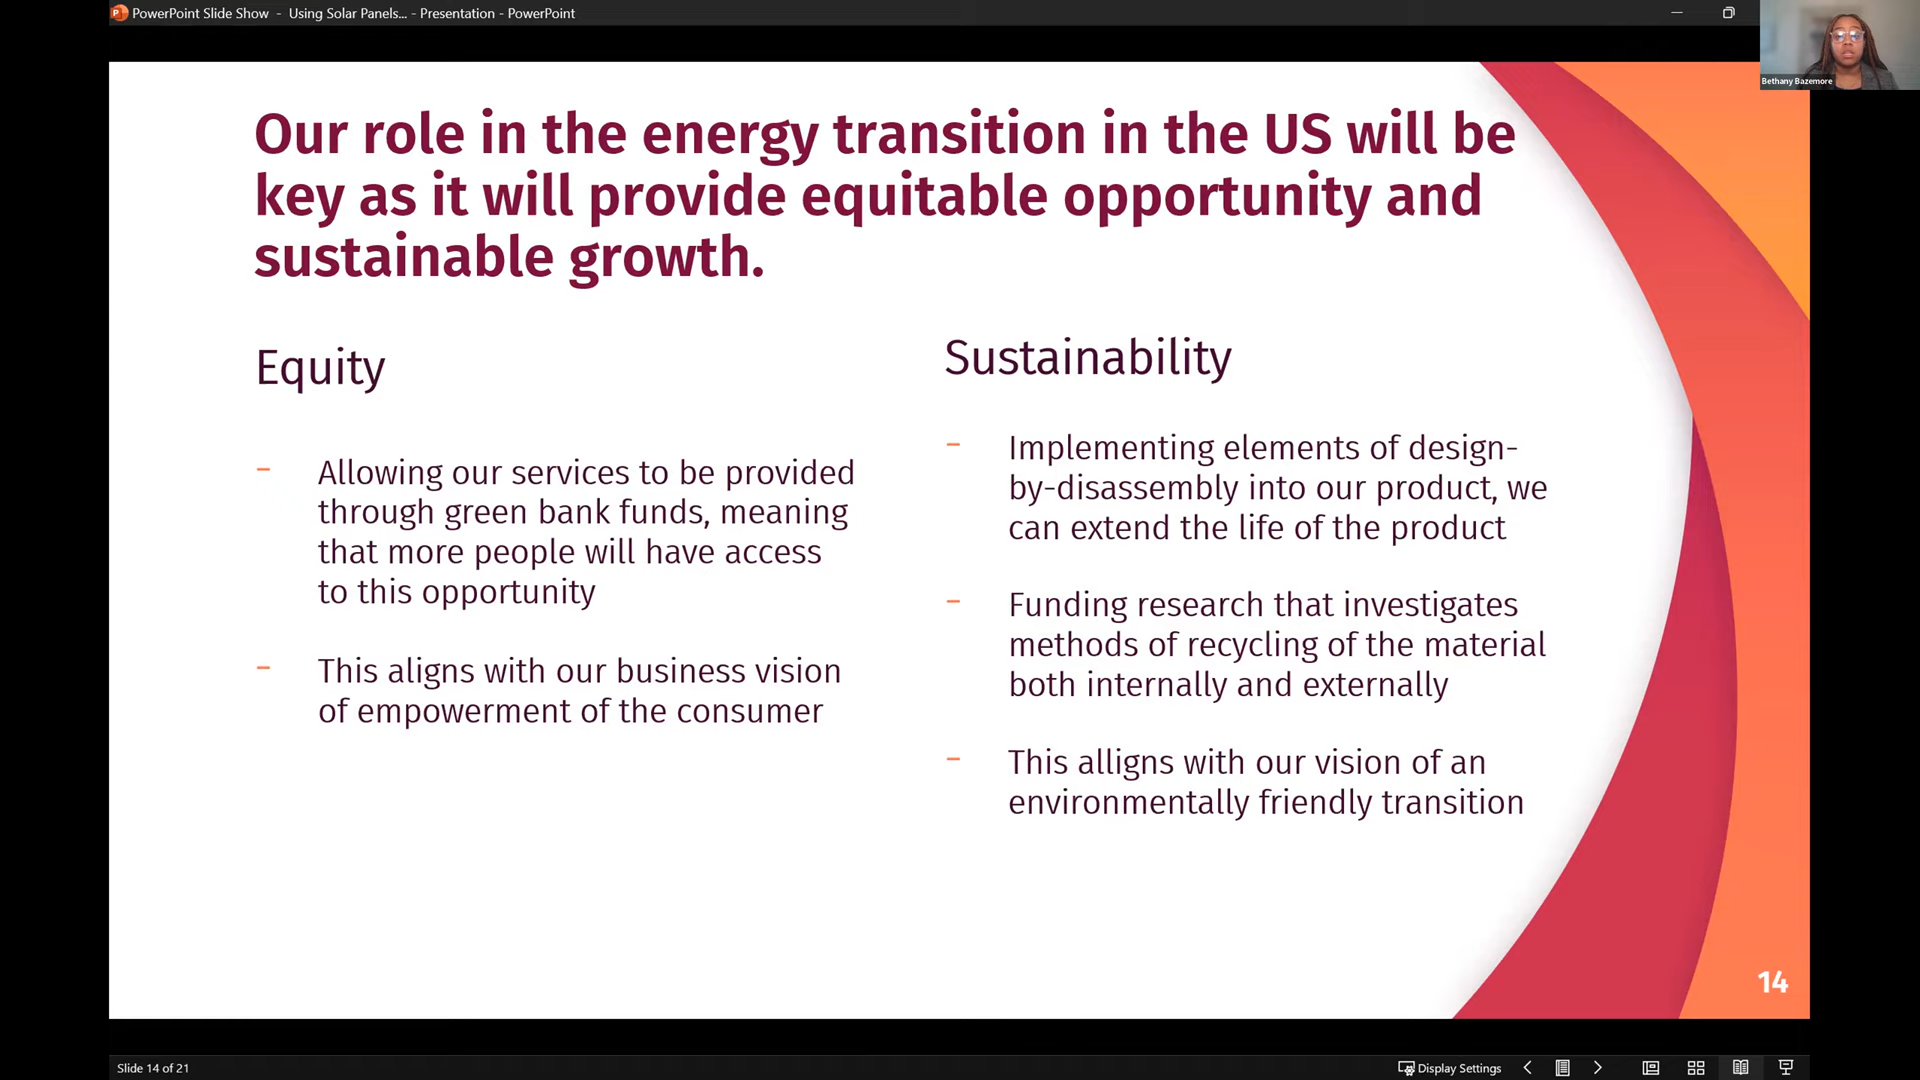 PowerPoint Slide Show - Using Solar Panels... - Presentation - PowerPoint
Bethany Bazemore
Our role in the energy transition in the US will be
key as it will provide equitable opportunity and
sustainable growth.
Equity
- Allowing our services to be provided
through green bank funds, meaning
that more people will have access
to this opportunity
- This aligns with our business vision
of empowerment of the consumer
Sustainability
- Implementing elements of design-
by-disassembly into our product, we
can extend the life of the product
- Funding research that investigates
methods of recycling of the material
both internally and externally
- This alligns with our vision of an
environmentally friendly transition
14
Slide 14 of 21
Display Settings